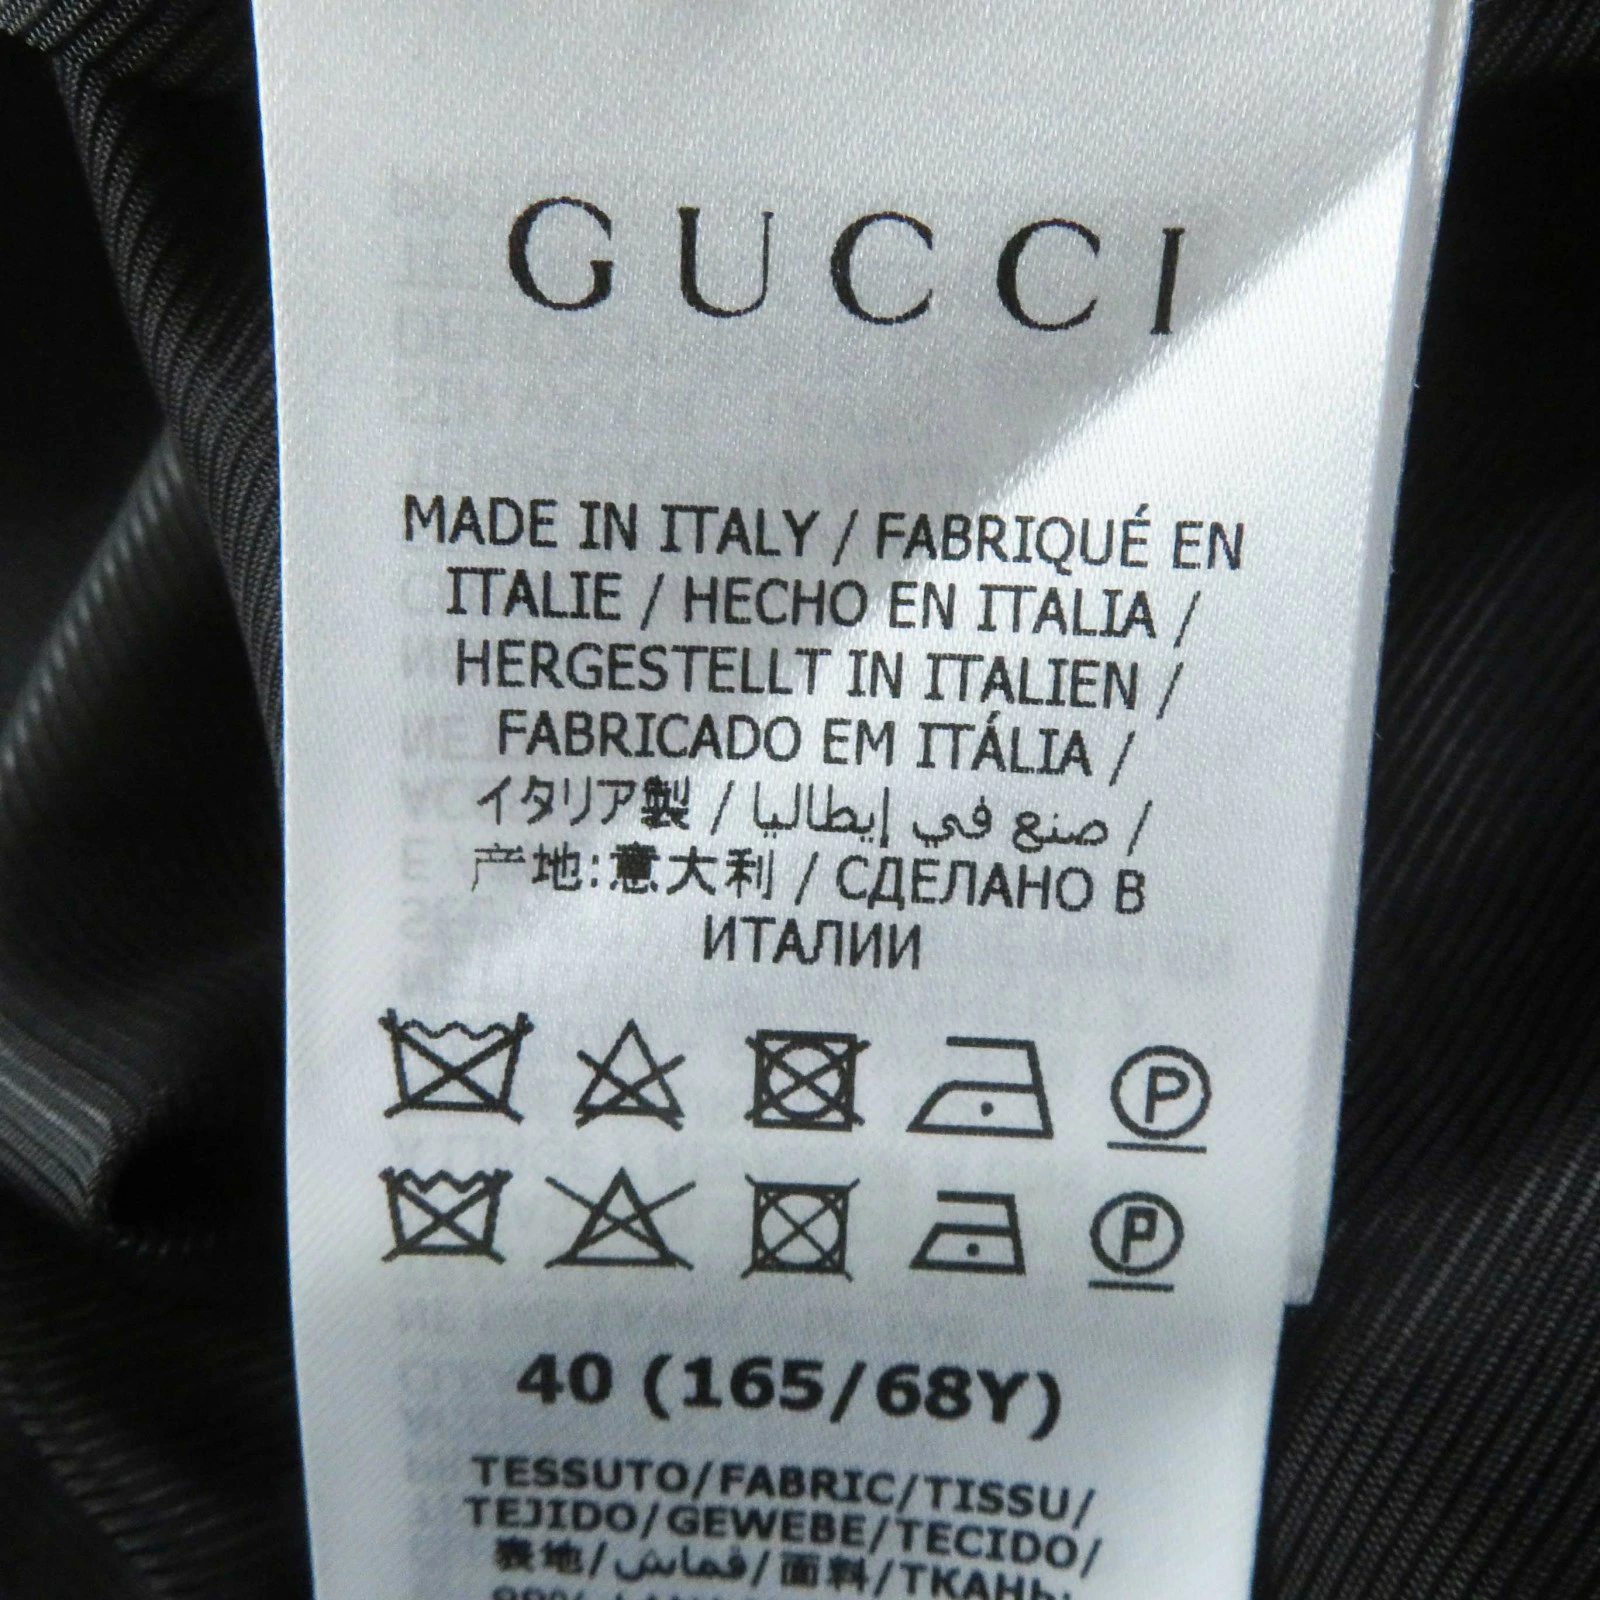 GUCCI
MADE IN ITALY / FABRIQUÉ EN
ITALIE / HECHO EN ITALIA /
HERGESTELLT IN ITALIEN /
FABRICADO EM ITÁLIA /
イタリア製 / صنع في إيطاليا /
产地:意大利 / СДЕЛАНО В
ИТАЛИИ
P
P
40 (165/68Y)
TESSUTO/FABRIC/TISSU/
TEJIDO/GEWEBE/TECIDO/
表地/قماش/面料/ТКАНЬ: